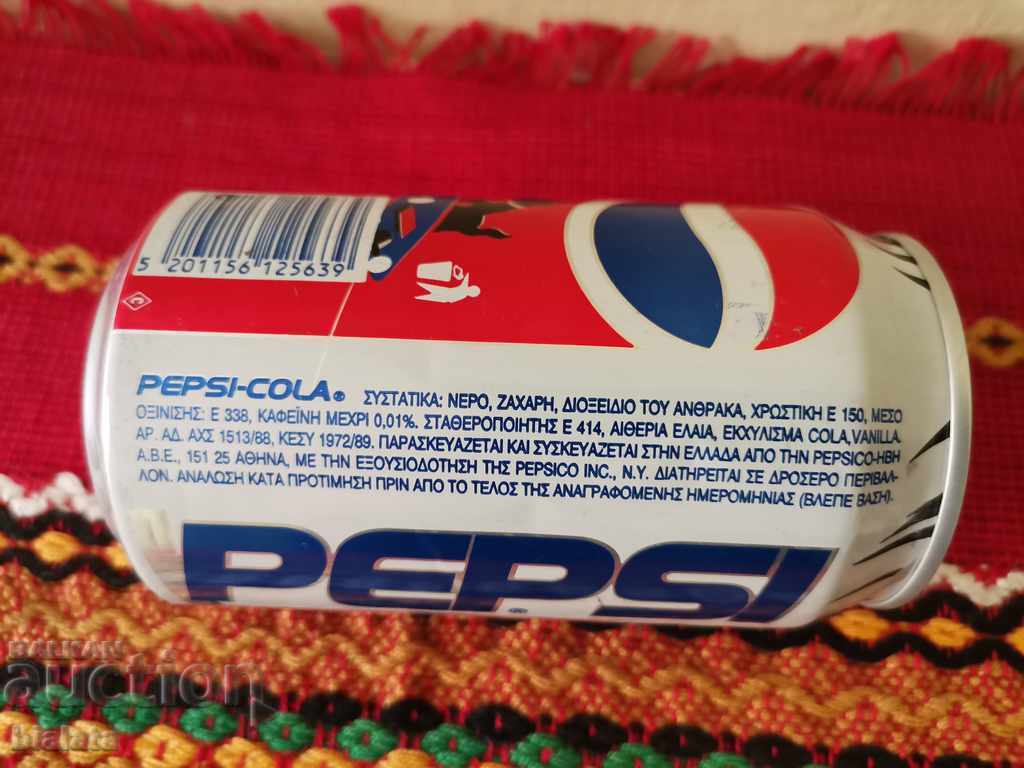 5 201156 125639
C
PEPSI-COLA® ΣΥΣΤΑΤΙΚΑ: ΝΕΡΟ, ΖΑΧΑΡΗ, ΔΙΟΞΕΙΔΙΟ ΤΟΥ ΑΝΘΡΑΚΑ, ΧΡΩΣΤΙΚΗ Ε 150, ΜΕΣΟ
ΟΞΙΝΙΣΗΣ: Ε 338, ΚΑΦΕΪΝΗ ΜΕΧΡΙ 0,01%. ΣΤΑΘΕΡΟΠΟΙΗΤΗΣ Ε 414, ΑΙΘΕΡΙΑ ΕΛΑΙΑ, ΕΚΧΥΛΙΣΜΑ COLA, VANILLA.
ΑΡ. ΑΔ. ΑΧΣ 1513/88, ΚΕΣΥ 1972/89. ΠΑΡΑΣΚΕΥΑΖΕΤΑΙ ΚΑΙ ΣΥΣΚΕΥΑΖΕΤΑΙ ΣΤΗΝ ΕΛΛΑΔΑ ΑΠΟ ΤΗΝ PEPSICO-ΗΒΗ
Α.Β.Ε., 151 25 ΑΘΗΝΑ, ΜΕ ΤΗΝ ΕΞΟΥΣΙΟΔΟΤΗΣΗ ΤΗΣ PEPSICO INC., N.Y. ΔΙΑΤΗΡΕΙΤΑΙ ΣΕ ΔΡΟΣΕΡΟ ΠΕΡΙΒΑΛ-
ΛΟΝ. ΑΝΑΛΩΣΗ ΚΑΤΑ ΠΡΟΤΙΜΗΣΗ ΠΡΙΝ ΑΠΟ ΤΟ ΤΕΛΟΣ ΤΗΣ ΑΝΑΓΡΑΦΟΜΕΝΗΣ ΗΜΕΡΟΜΗΝΙΑΣ (ΒΛΕΠΕ ΒΑΣΗ).
PEPSI®
BALKAN
auction
bialata